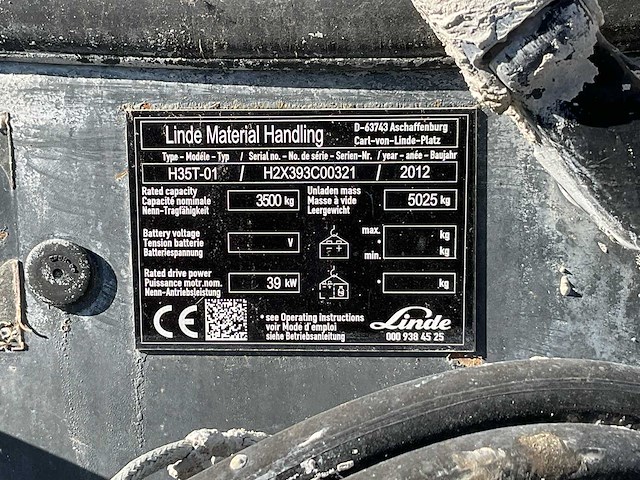 Linde Material Handling
D-63743 Aschaffenburg
Carl-von-Linde-Platz
Type - Modéle - Typ / Serial no. - No. de série - Serien-Nr. / year - anée - Baujahr
H35T-01 / H2X393C00321 / 2012
Rated capacity
Capacité nominale
Nenn-Tragfähigkeit
3500 kg
Unladen mass
Masse à vide
Leergewicht
5025 kg
Battery voltage
Tension batterie
Batteriespannung
V
max. kg
* min. kg
Rated drive power
Puissance motr.nom.
Nenn-Antriebsleistung
39 kW
* kg
CE
* see Operating Instructions
voir Mode d'emploi
siehe Betriebsanleitung
Linde
000 938 45 25